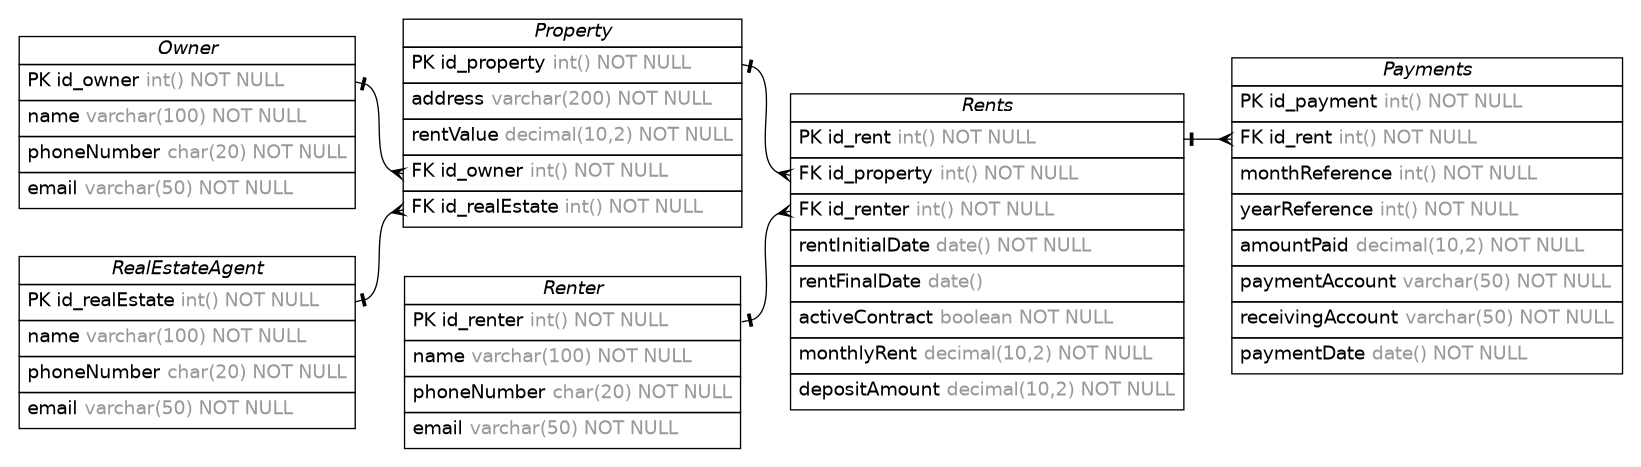 Owner
PK id_owner int() NOT NULL
name varchar(100) NOT NULL
phoneNumber char(20) NOT NULL
email varchar(50) NOT NULL
RealEstateAgent
PK id_realEstate int() NOT NULL
name varchar(100) NOT NULL
phoneNumber char(20) NOT NULL
email varchar(50) NOT NULL
Property
PK id_property int() NOT NULL
address varchar(200) NOT NULL
rentValue decimal(10,2) NOT NULL
FK id_owner int() NOT NULL
FK id_realEstate int() NOT NULL
Renter
PK id_renter int() NOT NULL
name varchar(100) NOT NULL
phoneNumber char(20) NOT NULL
email varchar(50) NOT NULL
Rents
PK id_rent int() NOT NULL
FK id_property int() NOT NULL
FK id_renter int() NOT NULL
rentInitialDate date() NOT NULL
rentFinalDate date()
activeContract boolean NOT NULL
monthlyRent decimal(10,2) NOT NULL
depositAmount decimal(10,2) NOT NULL
Payments
PK id_payment int() NOT NULL
FK id_rent int() NOT NULL
monthReference int() NOT NULL
yearReference int() NOT NULL
amountPaid decimal(10,2) NOT NULL
paymentAccount varchar(50) NOT NULL
receivingAccount varchar(50) NOT NULL
paymentDate date() NOT NULL